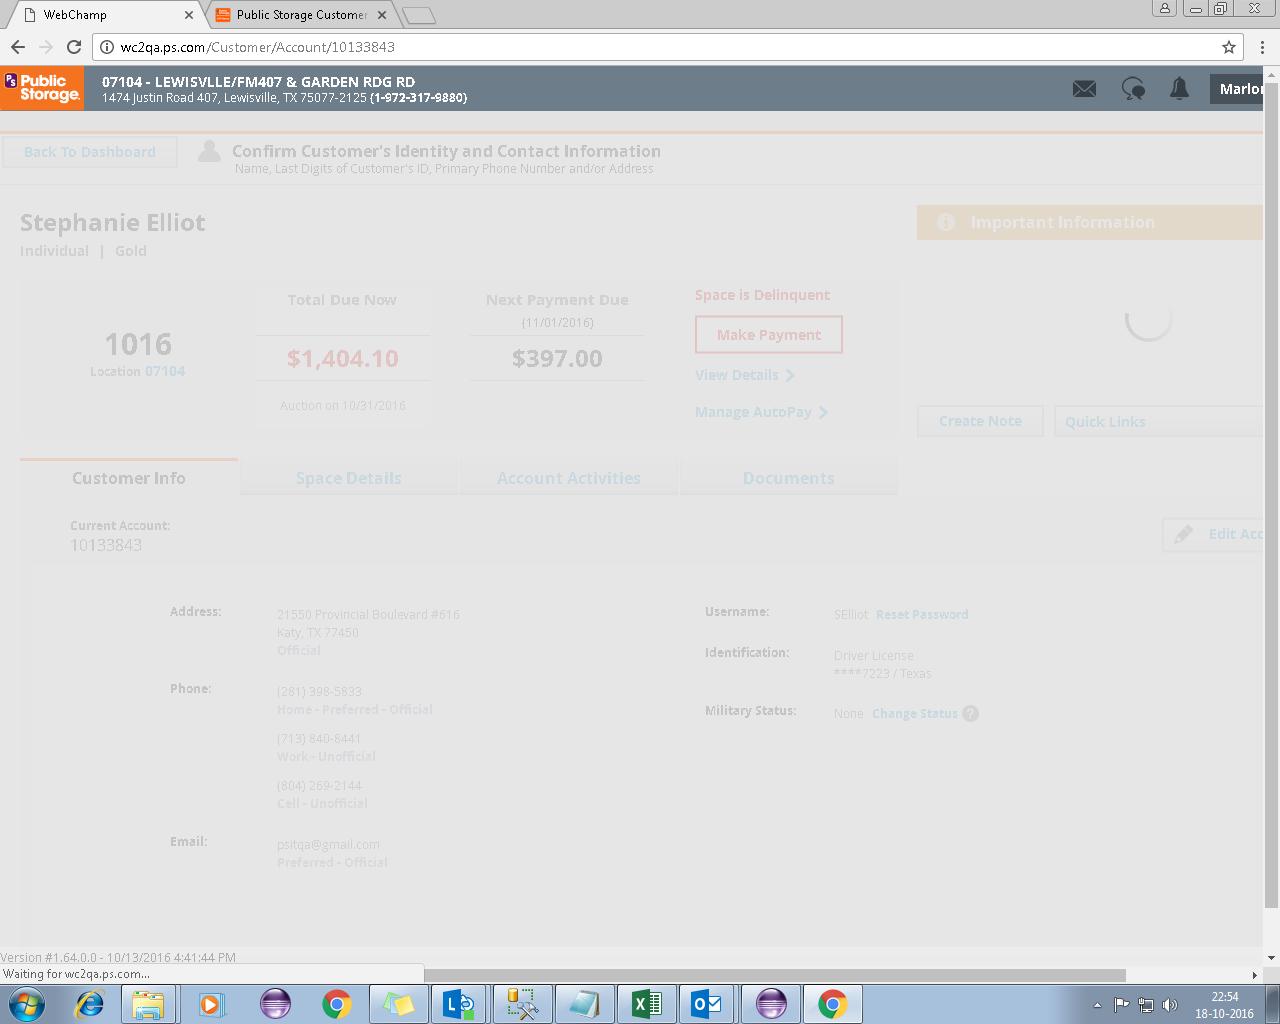 WebChamp
Public Storage Customer
wc2qa.ps.com/Customer/Account/10133843
PS Public Storage.
07104 - LEWISVLLE/FM407 & GARDEN RDG RD
1474 Justin Road 407, Lewisville, TX 75077-2125 (1-972-317-9880)
Marlo
Back To Dashboard
Confirm Customer's Identity and Contact Information
Name, Last Digits of Customer's ID, Primary Phone Number and/or Address
Stephanie Elliot
Individual | Gold
Important Information
1016
Location 07104
Total Due Now
$1,404.10
Auction on 10/31/2016
Next Payment Due
(11/01/2016)
$397.00
Space is Delinquent
Make Payment
View Details
Manage AutoPay
Create Note
Quick Links
Customer Info
Space Details
Account Activities
Documents
Current Account:
10133843
Edit Acc
Address:
21550 Provincial Boulevard #616
Katy, TX 77450
Official
Phone:
(281) 398-5833
Home - Preferred - Official
(713) 840-8441
Work - Unofficial
(804) 269-2144
Cell - Unofficial
Email:
psitqa@gmail.com
Preferred - Official
Username:
SElliot Reset Password
Identification:
Driver License
****7223 / Texas
Military Status:
None Change Status ?
Version #1.64.0.0 - 10/13/2016 4:41:44 PM
Waiting for wc2qa.ps.com...
22:54
18-10-2016